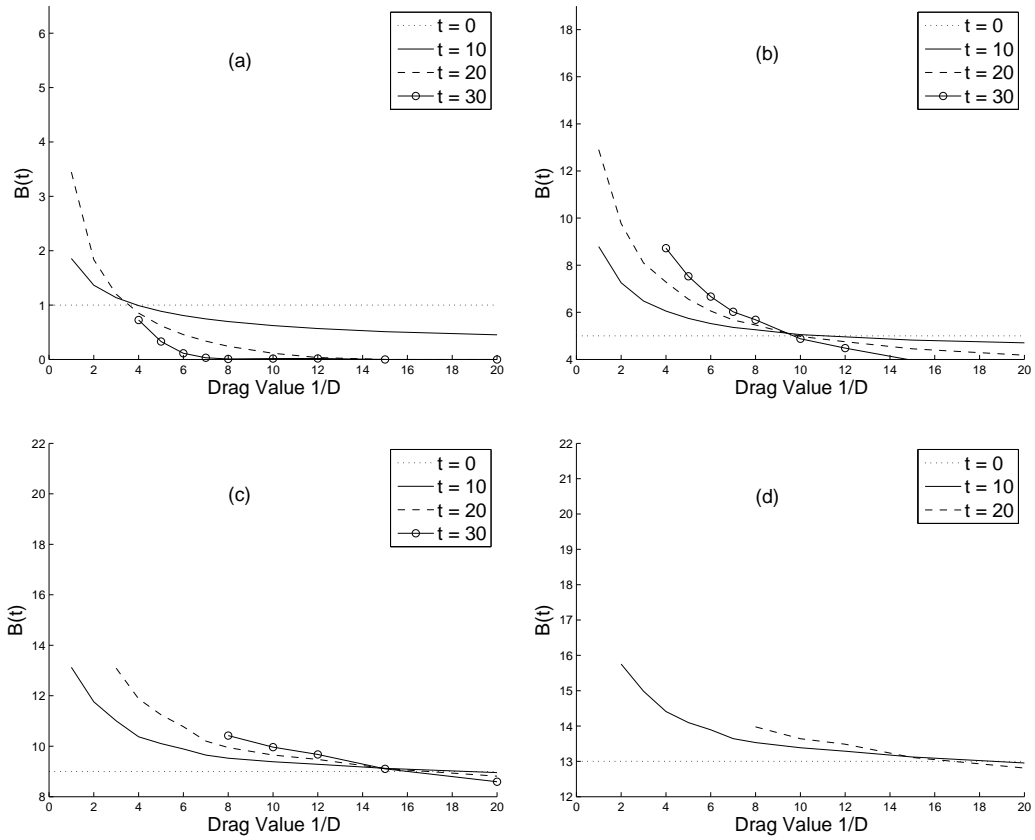 (a)
t = 0
t = 10
t = 20
t = 30
B(t)
6
5
4
3
2
1
0
0 2 4 6 8 10 12 14 16 18 20
Drag Value 1/D
(b)
t = 0
t = 10
t = 20
t = 30
B(t)
18
16
14
12
10
8
6
4
0 2 4 6 8 10 12 14 16 18 20
Drag Value 1/D
(c)
t = 0
t = 10
t = 20
t = 30
B(t)
22
20
18
16
14
12
10
8
0 2 4 6 8 10 12 14 16 18 20
Drag Value 1/D
(d)
t = 0
t = 10
t = 20
B(t)
22
21
20
19
18
17
16
15
14
13
12
0 2 4 6 8 10 12 14 16 18 20
Drag Value 1/D